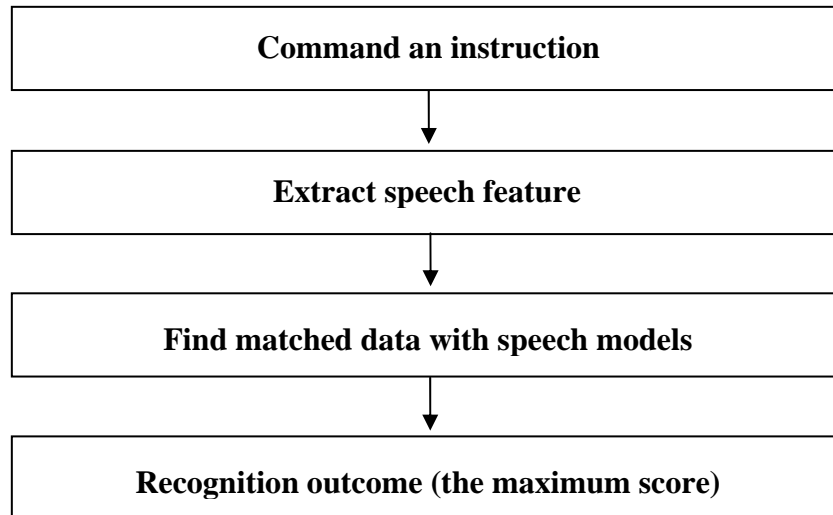 Command an instruction
Extract speech feature
Find matched data with speech models
Recognition outcome (the maximum score)